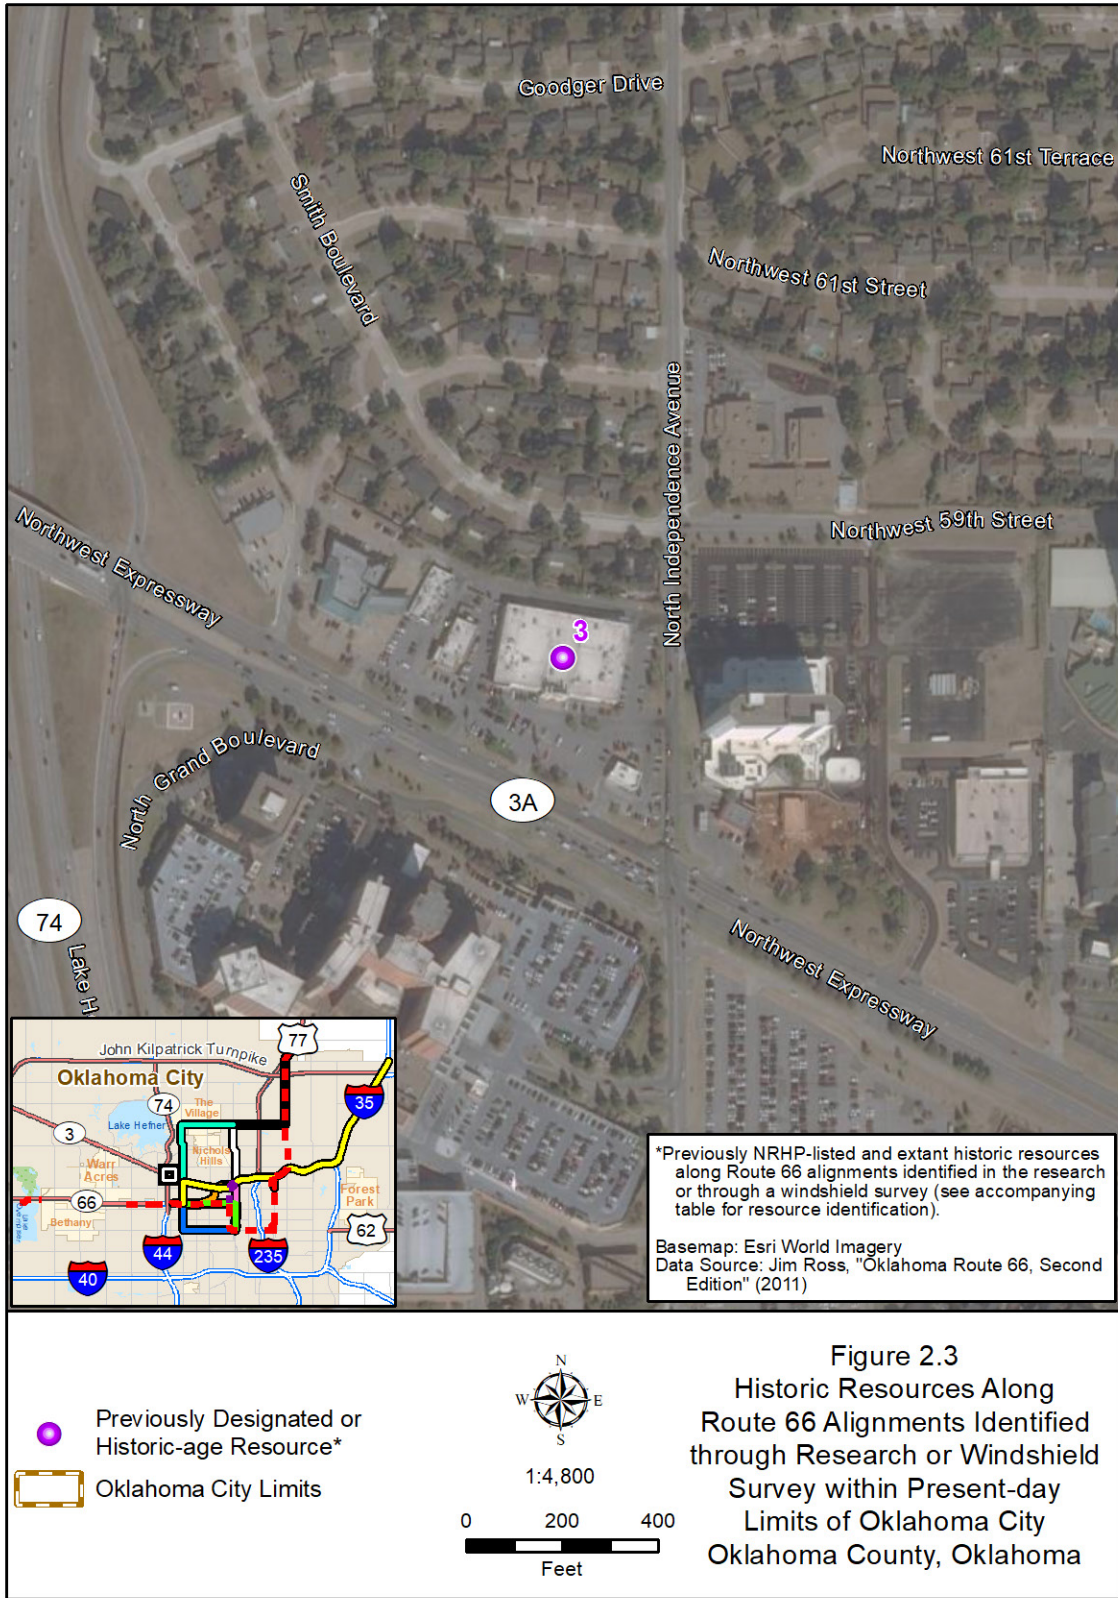 Goodger Drive
Northwest 61st Terrace
Smith Boulevard
Northwest 61st Street
North Independence Avenue
Northwest Expressway
Northwest 59th Street
3
North Grand Boulevard
3A
74
Lake H
Northwest Expressway
77
John Kilpatrick Turnpike
Oklahoma City
35
74
The
Village
Lake Hefner
3
Nichols
Hills
Warr
Acres
66
Forest
Park
Bethany
62
44
235
40
*Previously NRHP-listed and extant historic resources
along Route 66 alignments identified in the research
or through a windshield survey (see accompanying
table for resource identification).
Basemap: Esri World Imagery
Data Source: Jim Ross, "Oklahoma Route 66, Second
Edition" (2011)
Previously Designated or
Historic-age Resource*
Oklahoma City Limits
N
W E
S
1:4,800
0 200 400
Feet
Figure 2.3
Historic Resources Along
Route 66 Alignments Identified
through Research or Windshield
Survey within Present-day
Limits of Oklahoma City
Oklahoma County, Oklahoma